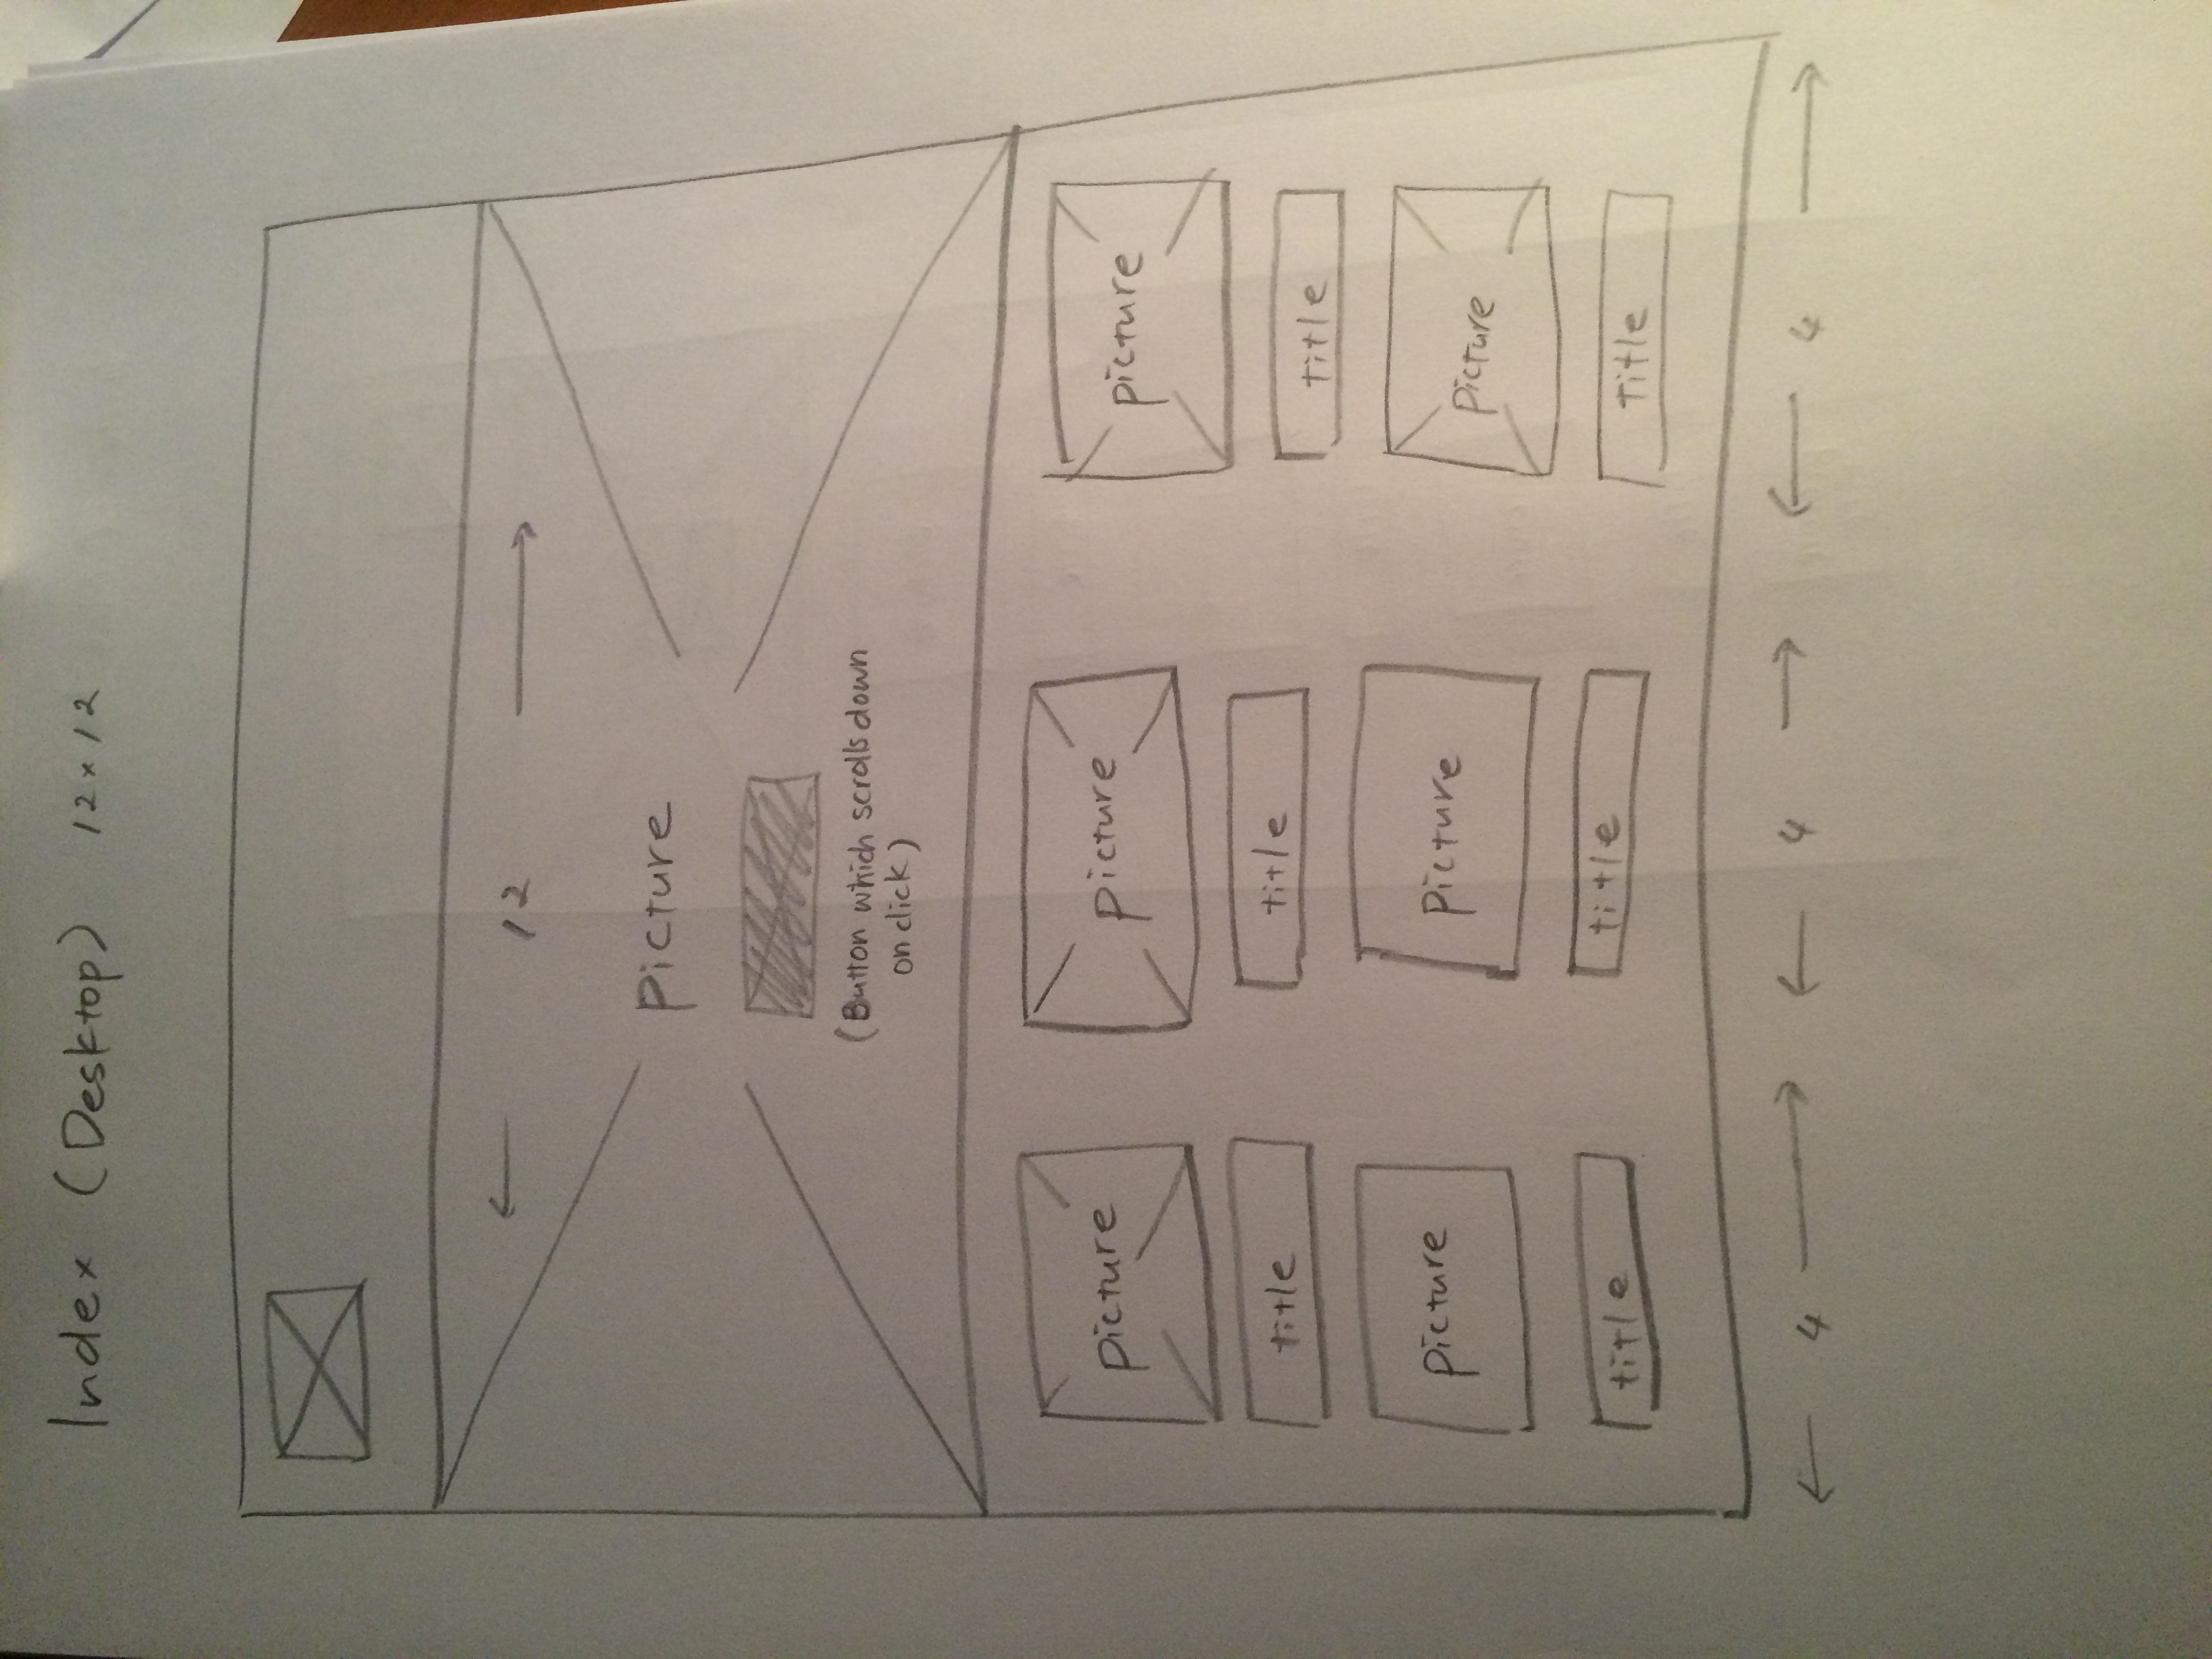 Index (Desktop) 12 x 12
12
picture
(Button which scrolls down
on click)
picture picture picture
title title title
picture picture picture
title title title
4 4 4